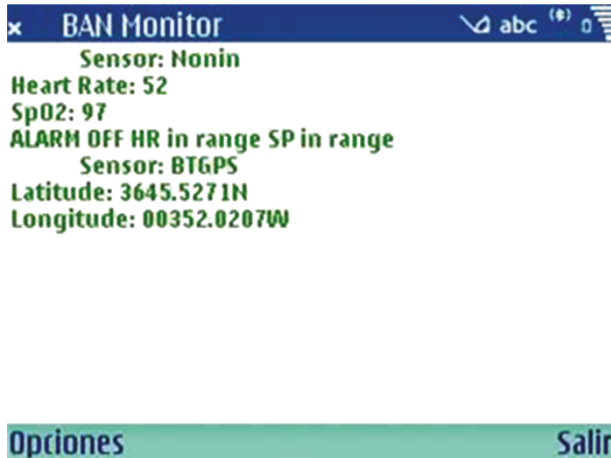 × BAN Monitor abc
Sensor: Nonin
Heart Rate: 52
SpO2: 97
ALARM OFF HR in range SP in range
Sensor: BTGPS
Latitude: 3645.5271N
Longitude: 00352.0207W
Opciones Salir